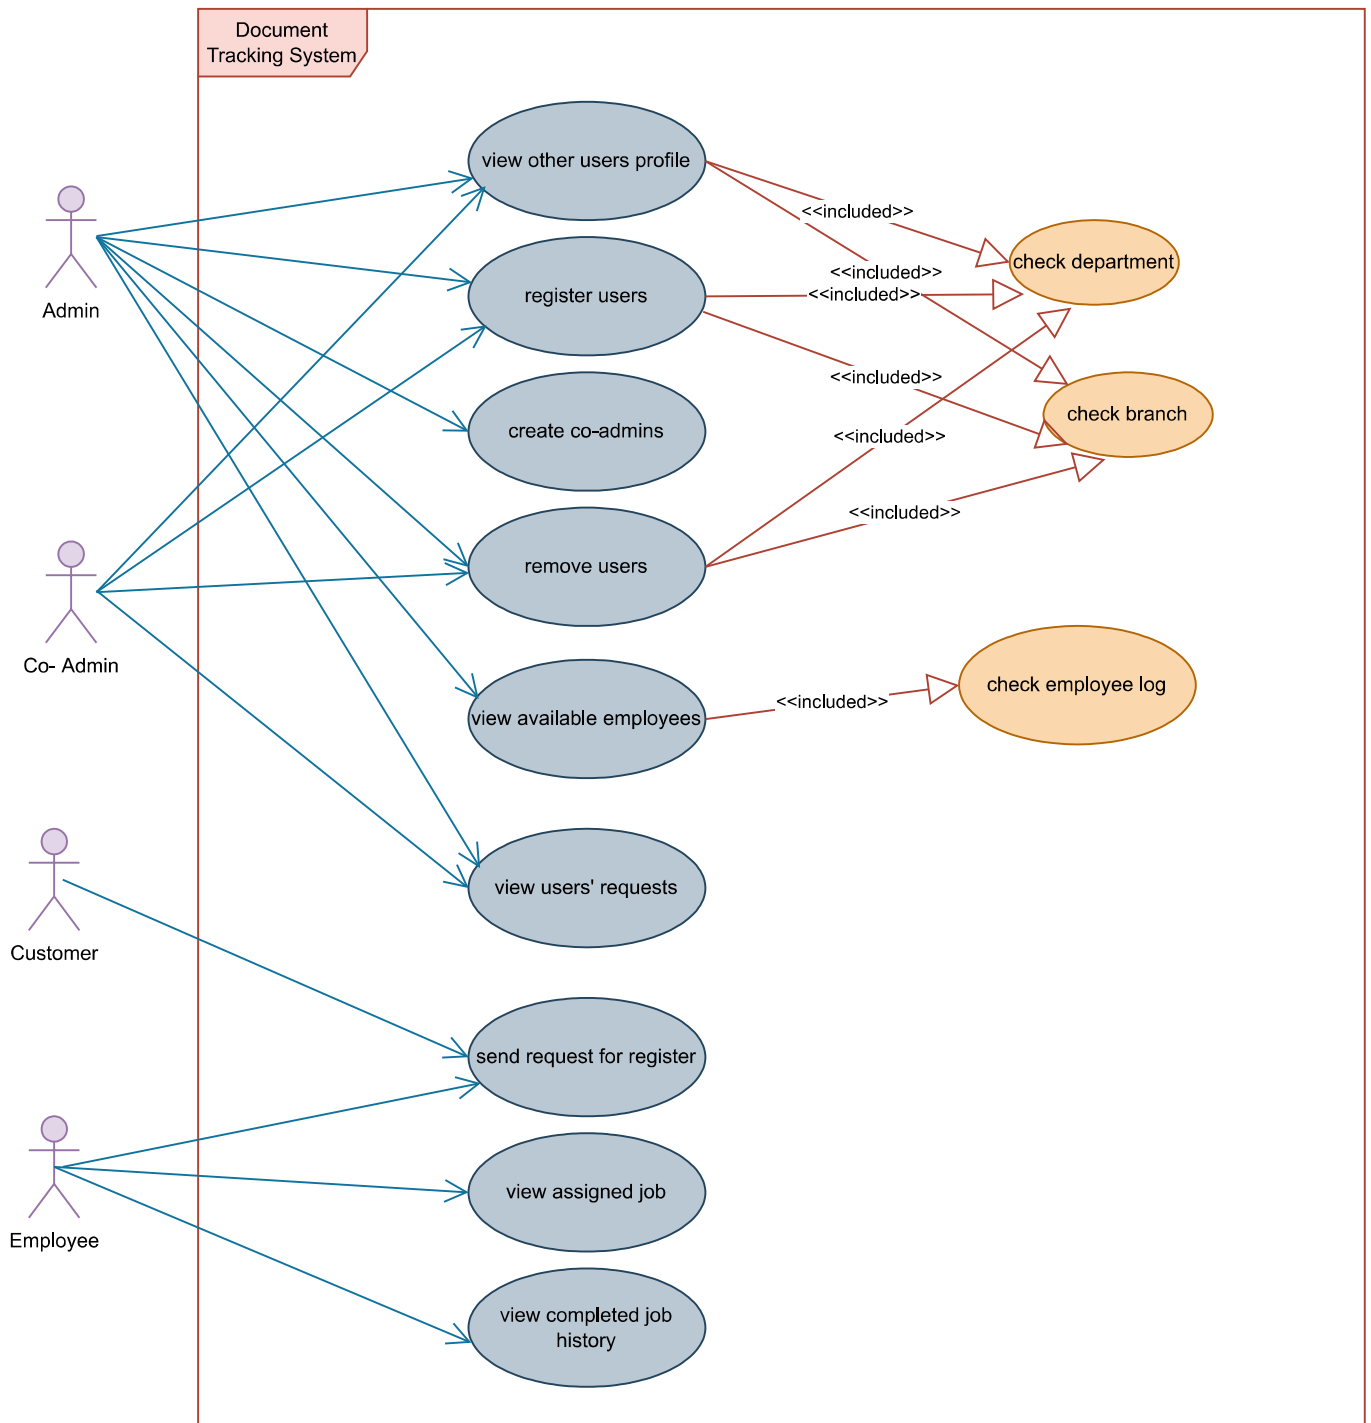 Document
Tracking System
view other users profile
<<included>>
check department
<<included>>
<<included>>
register users
Admin
<<included>>
check branch
create co-admins
<<included>>
<<included>>
remove users
Co- Admin
check employee log
<<included>>
view available employees
view users' requests
Customer
send request for register
view assigned job
Employee
view completed job
history